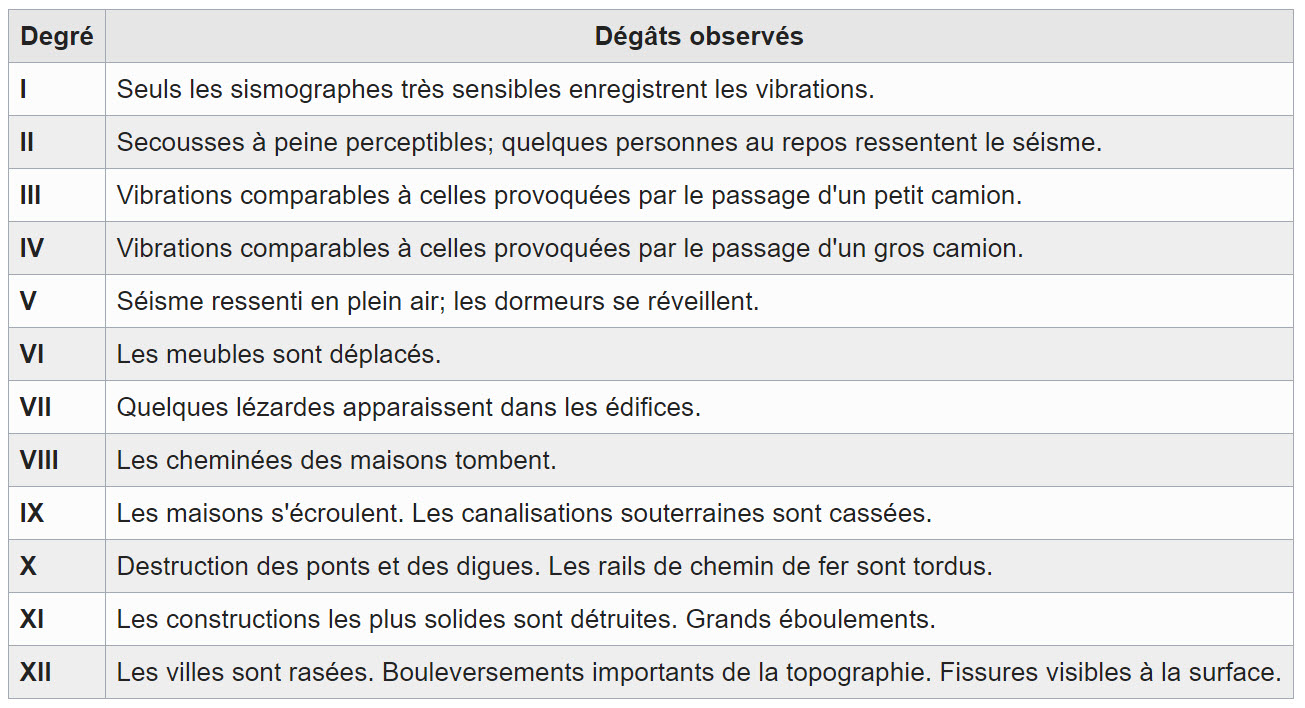 Degré Dégâts observés
I Seuls les sismographes très sensibles enregistrent les vibrations.
II Secousses à peine perceptibles; quelques personnes au repos ressentent le séisme.
III Vibrations comparables à celles provoquées par le passage d'un petit camion.
IV Vibrations comparables à celles provoquées par le passage d'un gros camion.
V Séisme ressenti en plein air; les dormeurs se réveillent.
VI Les meubles sont déplacés.
VII Quelques lézardes apparaissent dans les édifices.
VIII Les cheminées des maisons tombent.
IX Les maisons s'écroulent. Les canalisations souterraines sont cassées.
X Destruction des ponts et des digues. Les rails de chemin de fer sont tordus.
XI Les constructions les plus solides sont détruites. Grands éboulements.
XII Les villes sont rasées. Bouleversements importants de la topographie. Fissures visibles à la surface.